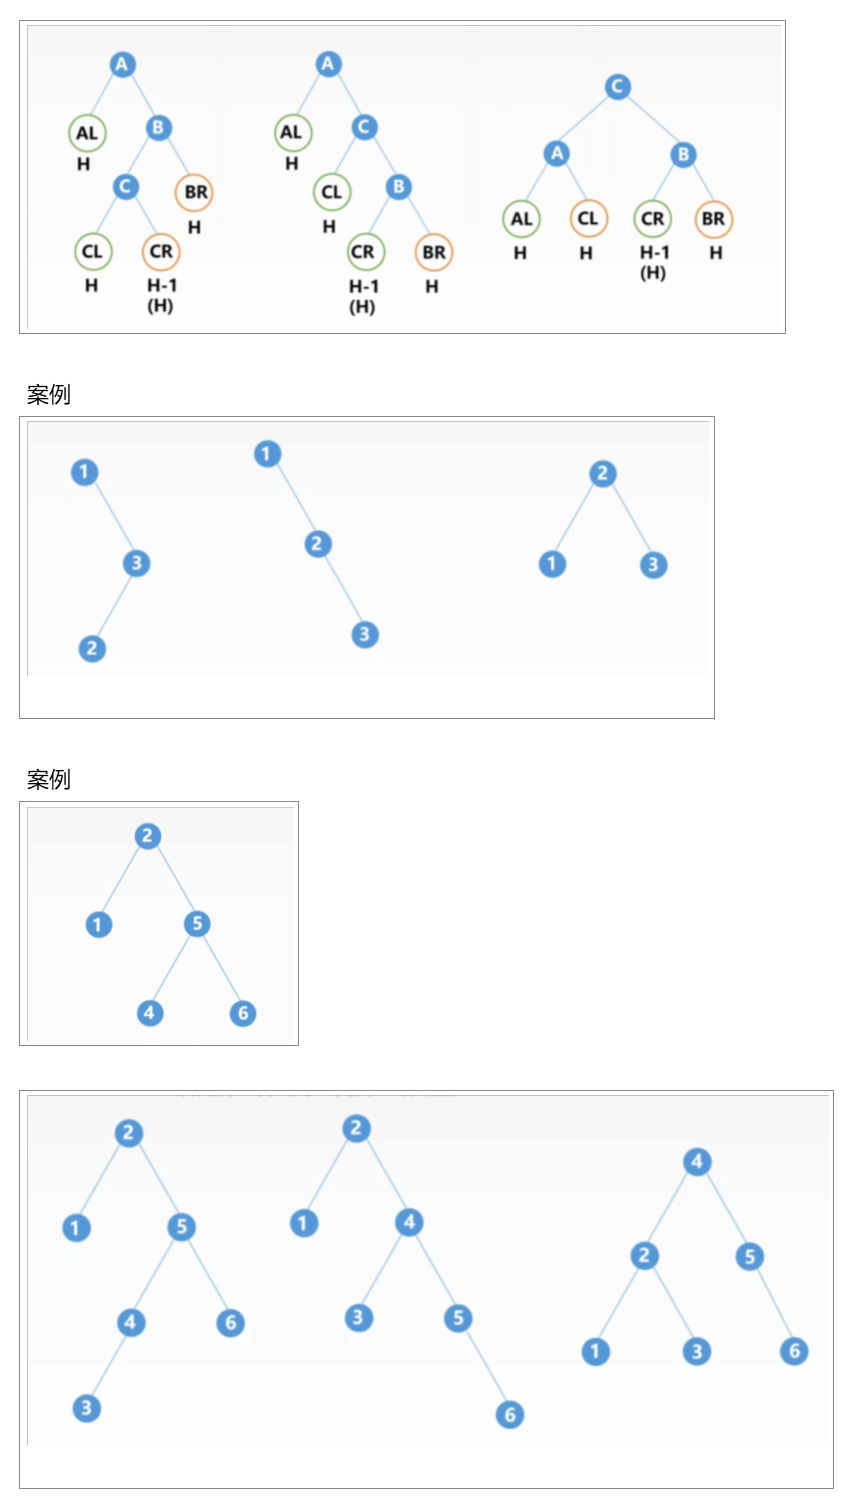 A A
C
AL B AL C
A B
H H
C BR CL B
AL CL CR BR
H H
H H H-1 H
(H)
CL CR CR BR
H H-1 H-1 H
(H) (H)
案例
1
1 2
2
3 1 3
3
2
案例
2
1 5
4 6
2 2
4
1 5 1 4
2 5
4 6 3 5
1 3 6
3 6